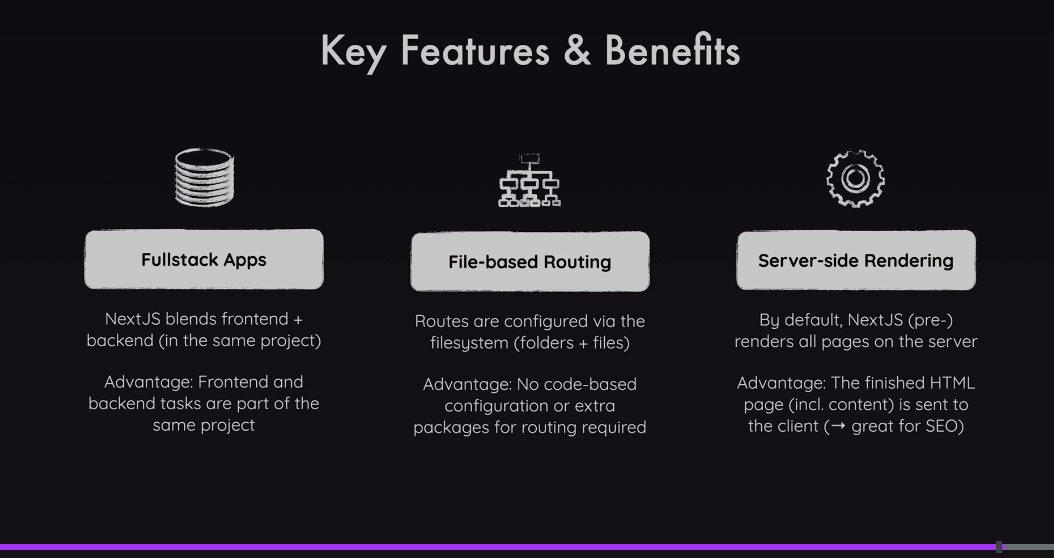 Key Features & Benefits
Fullstack Apps
NextJS blends frontend +
backend (in the same project)
Advantage: Frontend and
backend tasks are part of the
same project
File-based Routing
Routes are configured via the
filesystem (folders + files)
Advantage: No code-based
configuration or extra
packages for routing required
Server-side Rendering
By default, NextJS (pre-)
renders all pages on the server
Advantage: The finished HTML
page (incl. content) is sent to
the client (→ great for SEO)